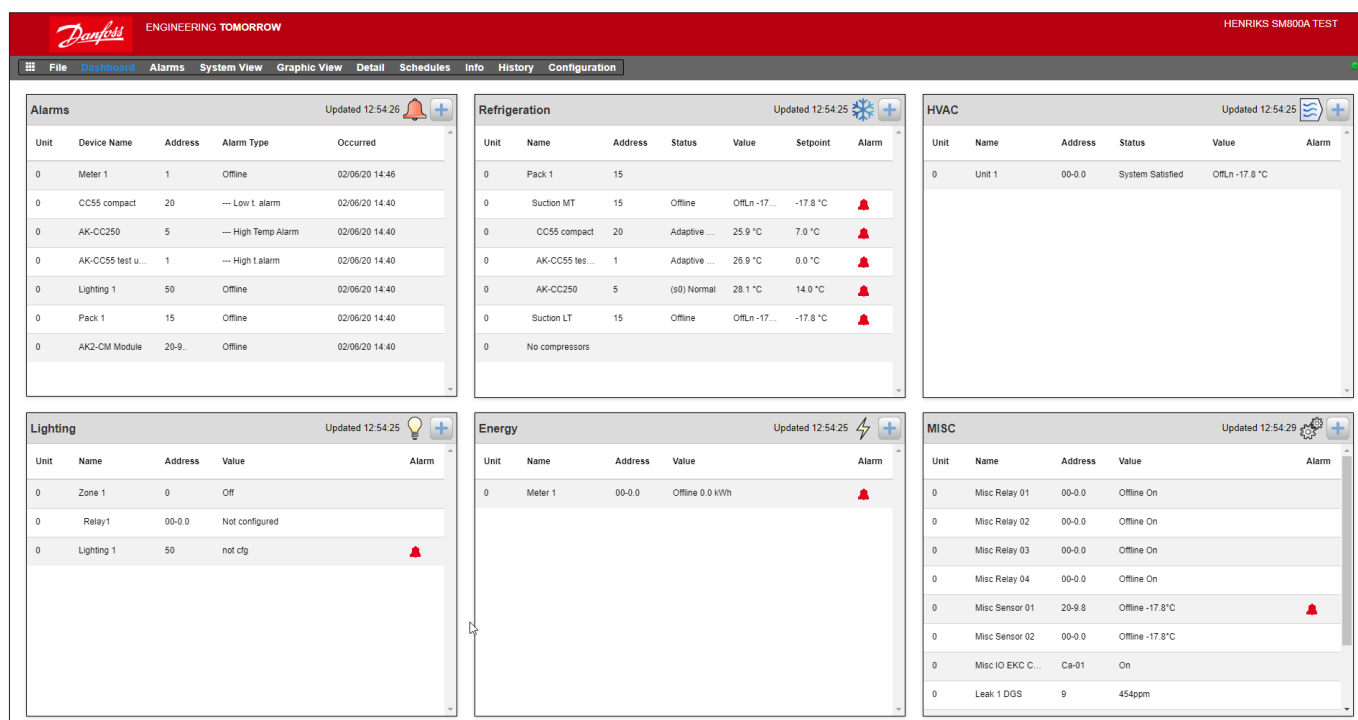 Danfoss ENGINEERING TOMORROW HENRIKS SM800A TEST
File Dashboard Alarms System View Graphic View Detail Schedules Info History Configuration
Alarms Updated 12:54:26
Unit Device Name Address Alarm Type Occurred
0 Meter 1 1 Offline 02/06/20 14:46
0 CC55 compact 20 --- Low t. alarm 02/06/20 14:40
0 AK-CC250 5 --- High Temp Alarm 02/06/20 14:40
0 AK-CC55 test u... 1 --- High t.alarm 02/06/20 14:40
0 Lighting 1 50 Offline 02/06/20 14:40
0 Pack 1 15 Offline 02/06/20 14:40
0 AK2-CM Module 20-9.. Offline 02/06/20 14:40
Refrigeration Updated 12:54:25
Unit Name Address Status Value Setpoint Alarm
0 Pack 1 15
0 Suction MT 15 Offline OffLn -17... -17.8 °C
0 CC55 compact 20 Adaptive ... 25.9 °C 7.0 °C
0 AK-CC55 tes... 1 Adaptive ... 26.9 °C 0.0 °C
0 AK-CC250 5 (s0) Normal 28.1 °C 14.0 °C
0 Suction LT 15 Offline OffLn -17... -17.8 °C
0 No compressors
HVAC Updated 12:54:25
Unit Name Address Status Value Alarm
0 Unit 1 00-0.0 System Satisfied OffLn -17.8 °C
Lighting Updated 12:54:25
Unit Name Address Value Alarm
0 Zone 1 0 Off
0 Relay1 00-0.0 Not configured
0 Lighting 1 50 not cfg
Energy Updated 12:54:25
Unit Name Address Value Alarm
0 Meter 1 00-0.0 Offline 0.0 kWh
MISC Updated 12:54:29
Unit Name Address Value Alarm
0 Misc Relay 01 00-0.0 Offline On
0 Misc Relay 02 00-0.0 Offline On
0 Misc Relay 03 00-0.0 Offline On
0 Misc Relay 04 00-0.0 Offline On
0 Misc Sensor 01 20-9.8 Offline -17.8°C
0 Misc Sensor 02 00-0.0 Offline -17.8°C
0 Misc IO EKC C... Ca-01 On
0 Leak 1 DGS 9 454ppm